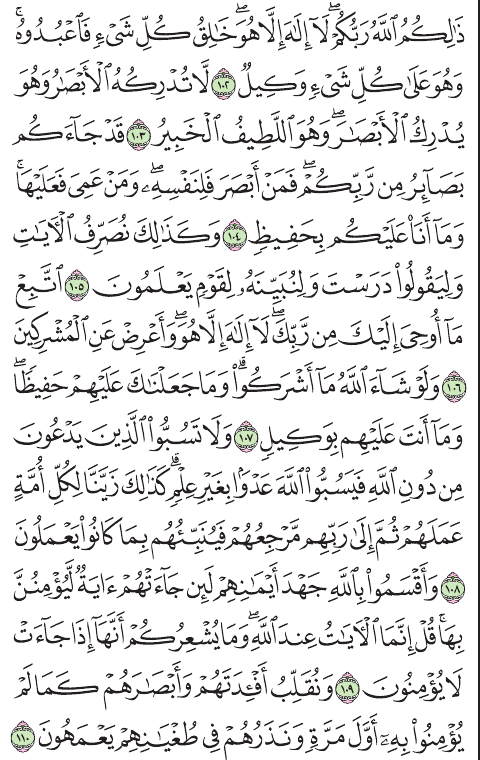 ذَٰلِكُمُ ٱللَّهُ رَبُّكُمْ ۖ لَآ إِلَٰهَ إِلَّا هُوَ ۖ خَٰلِقُ كُلِّ شَىْءٍ فَٱعْبُدُوهُ ۚ
وَهُوَ عَلَىٰ كُلِّ شَىْءٍ وَكِيلٌ ١٠٢ لَّا تُدْرِكُهُ ٱلْأَبْصَٰرُ وَهُوَ
يُدْرِكُ ٱلْأَبْصَٰرَ ۖ وَهُوَ ٱللَّطِيفُ ٱلْخَبِيرُ ١٠٣ قَدْ جَآءَكُم
بَصَآئِرُ مِن رَّبِّكُمْ ۖ فَمَنْ أَبْصَرَ فَلِنَفْسِهِۦ ۖ وَمَنْ عَمِىَ فَعَلَيْهَا ۚ
وَمَآ أَنَا۠ عَلَيْكُم بِحَفِيظٍ ١٠٤ وَكَذَٰلِكَ نُصَرِّفُ ٱلْءَايَٰتِ
وَلِيَقُولُوا۟ دَرَسْتَ وَلِنُبَيِّنَهُۥ لِقَوْمٍ يَعْلَمُونَ ١٠٥ ٱتَّبِعْ
مَآ أُوحِىَ إِلَيْكَ مِن رَّبِّكَ ۖ لَآ إِلَٰهَ إِلَّا هُوَ ۖ وَأَعْرِضْ عَنِ ٱلْمُشْرِكِينَ
١٠٦ وَلَوْ شَآءَ ٱللَّهُ مَآ أَشْرَكُوا۟ ۗ وَمَا جَعَلْنَٰكَ عَلَيْهِمْ حَفِيظًا ۖ
وَمَآ أَنتَ عَلَيْهِم بِوَكِيلٍ ١٠٧ وَلَا تَسُبُّوا۟ ٱلَّذِينَ يَدْعُونَ
مِن دُونِ ٱللَّهِ فَيَسُبُّوا۟ ٱللَّهَ عَدْوًۢا بِغَيْرِ عِلْمٍ ۗ كَذَٰلِكَ زَيَّنَّا لِكُلِّ أُمَّةٍ
عَمَلَهُمْ ثُمَّ إِلَىٰ رَبِّهِم مَّرْجِعُهُمْ فَيُنَبِّئُهُم بِمَا كَانُوا۟ يَعْمَلُونَ
١٠٨ وَأَقْسَمُوا۟ بِٱللَّهِ جَهْدَ أَيْمَٰنِهِمْ لَئِن جَآءَتْهُمْ ءَايَةٌ لَّيُؤْمِنُنَّ
بِهَا ۚ قُلْ إِنَّمَا ٱلْءَايَٰتُ عِندَ ٱللَّهِ ۖ وَمَا يُشْعِرُكُمْ أَنَّهَآ إِذَا جَآءَتْ
لَا يُؤْمِنُونَ ١٠٩ وَنُقَلِّبُ أَفْـِٔدَتَهُمْ وَأَبْصَٰرَهُمْ كَمَا لَمْ
يُؤْمِنُوا۟ بِهِۦٓ أَوَّلَ مَرَّةٍ وَنَذَرُهُمْ فِى طُغْيَٰنِهِمْ يَعْمَهُونَ ١١٠